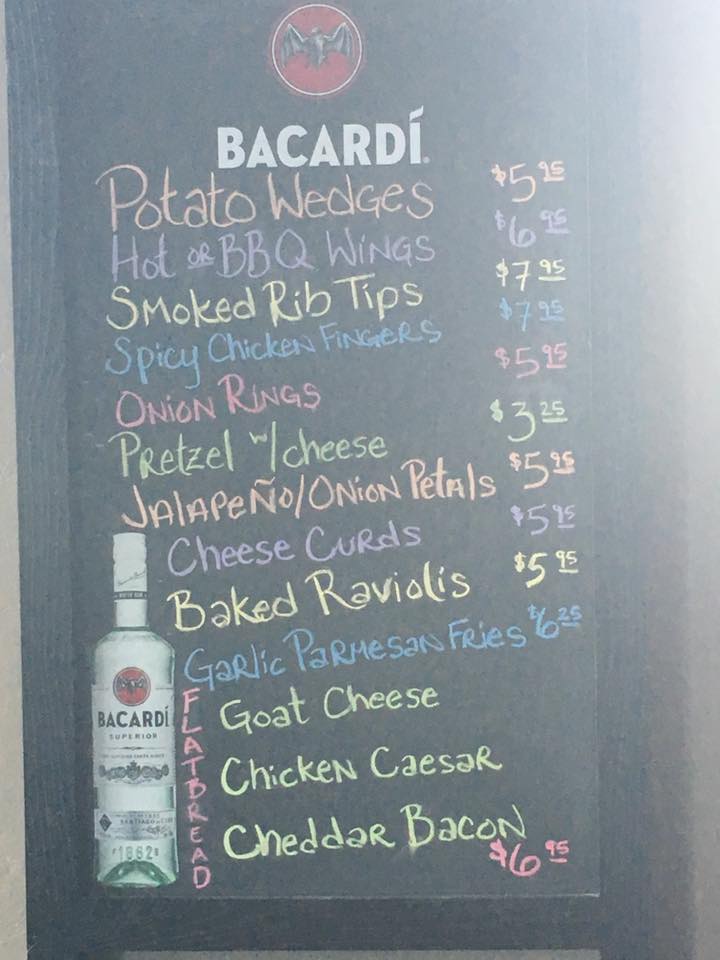 BACARDÍ
Potato Wedges $5.95
Hot or BBQ Wings $6.95
Smoked Rib Tips $7.95
Spicy Chicken Fingers $7.95
Onion Rings $5.95
Pretzel w/ cheese $3.25
Jalapeño/Onion Petals $5.95
Cheese Curds $5.95
Baked Raviolis $5.95
Garlic Parmesan Fries $6.25
FLATBREAD
Goat Cheese
Chicken Caesar
Cheddar Bacon
$6.95
BACARDÍ
SUPERIOR
1862